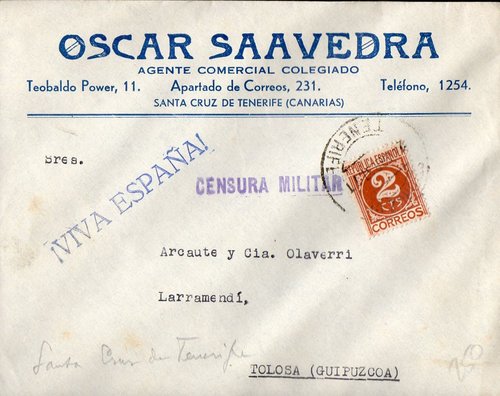 OSCAR SAAVEDRA
AGENTE COMERCIAL COLEGIADO
Teobaldo Power, 11. Apartado de Correos, 231. Teléfono, 1254.
SANTA CRUZ DE TENERIFE (CANARIAS)
Sres.
¡VIVA ESPAÑA!
CENSURA MILITAR
TENERIFE
REPUBLICA ESPAÑOLA
2
CTS
CORREOS
Arcaute y Cia. Olaverri
Larramendí,
Santa Cruz de Tenerife
TOLOSA (GUIPUZCOA)